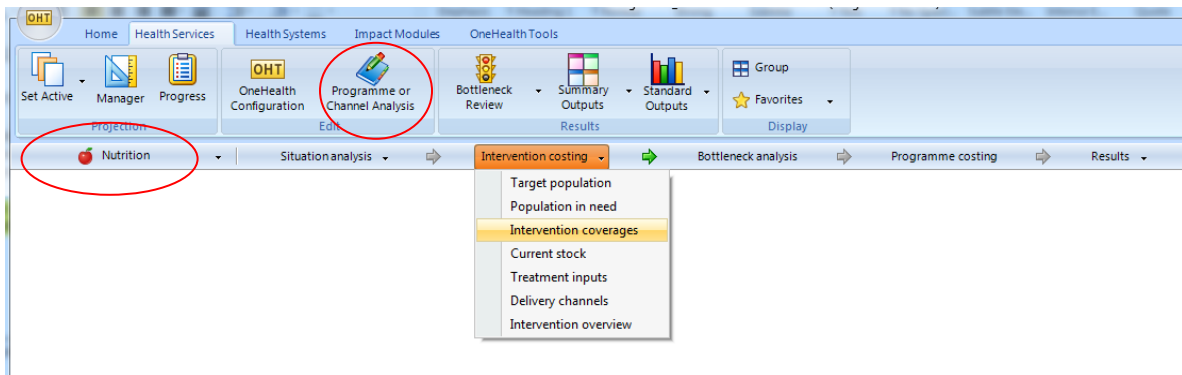 OHT
Home Health Services Health Systems Impact Modules OneHealth Tools
Set Active
Manager
Progress
Projection
OHT
OneHealth
Configuration
Programme or
Channel Analysis
Edit
Bottleneck
Review
Summary
Outputs
Standard
Outputs
Results
Group
Favorites
Display
Nutrition Situation analysis Intervention costing Bottleneck analysis Programme costing Results
Target population
Population in need
Intervention coverages
Current stock
Treatment inputs
Delivery channels
Intervention overview